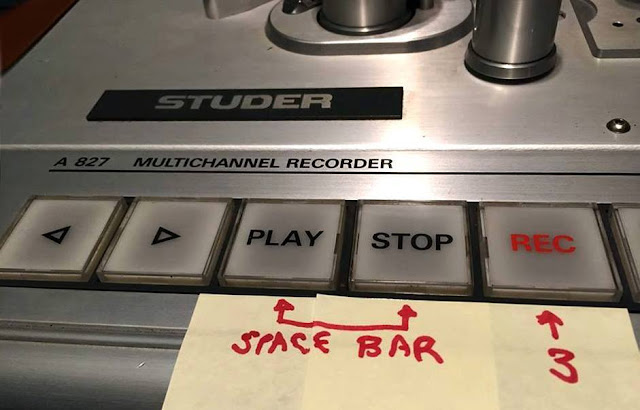 STUDER
A 827 MULTICHANNEL RECORDER
PLAY STOP REC
SPACE BAR 3